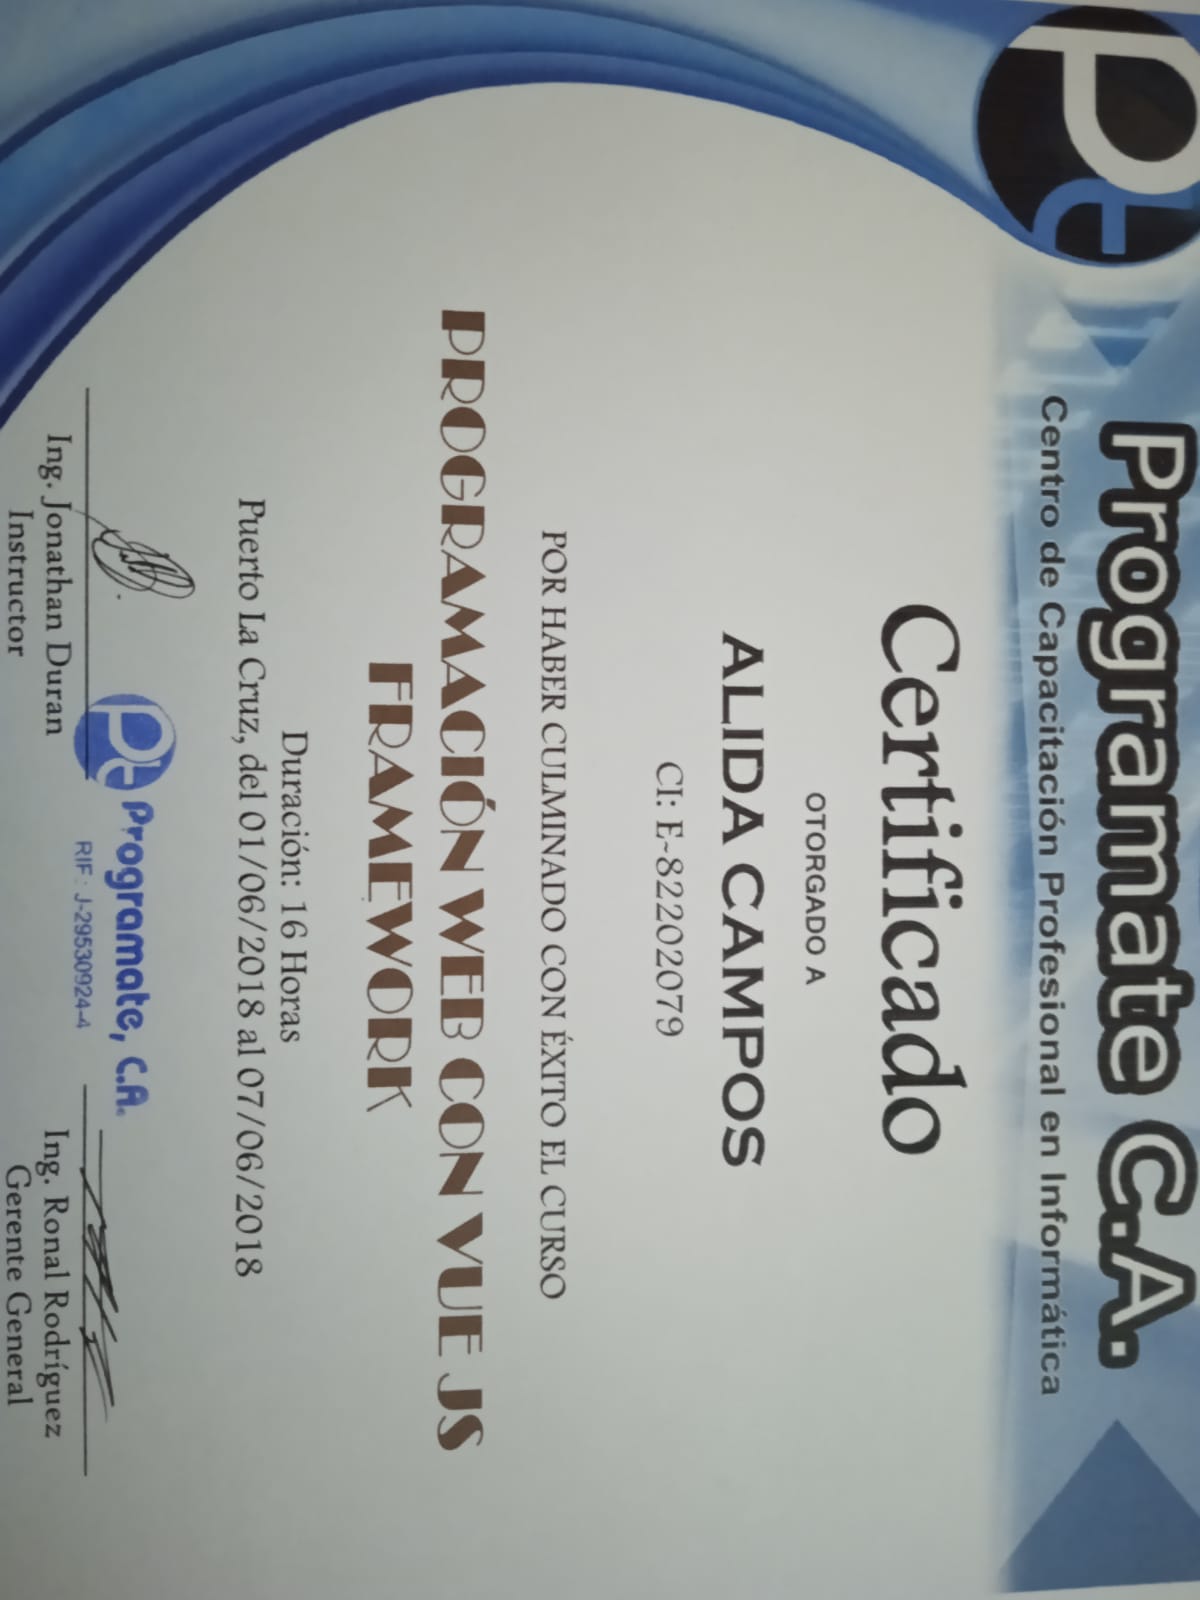 Pt
Programate C.A.
Centro de Capacitación Profesional en Informática
Certificado
OTORGADO A
ALIDA CAMPOS
CI: E-82202079
POR HABER CULMINADO CON ÉXITO EL CURSO
PROGRAMACIÓN WEB CON VUE JS
FRAMEWORK
Duración: 16 Horas
Puerto La Cruz, del 01/06/2018 al 07/06/2018
Pt Programate, C.A.
RIF: J-29530924-4
Ing. Jonathan Duran
Instructor
Ing. Ronal Rodríguez
Gerente General